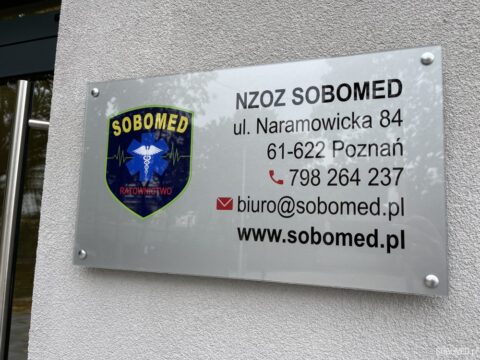 SOBOMED
RATOWNICTWO
NZOZ SOBOMED
ul. Naramowicka 84
61-622 Poznań
798 264 237
biuro@sobomed.pl
www.sobomed.pl